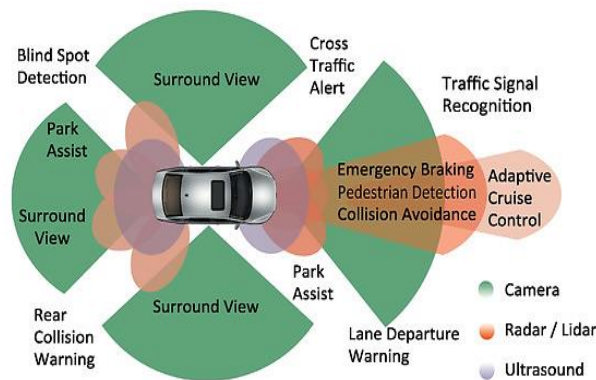 Blind Spot
Detection
Surround View
Cross
Traffic
Alert
Traffic Signal
Recognition
Park
Assist
Surround
View
Emergency Braking
Pedestrian Detection
Collision Avoidance
Adaptive
Cruise
Control
Rear
Collision
Warning
Surround View
Park
Assist
Lane Departure
Warning
Camera
Radar / Lidar
Ultrasound